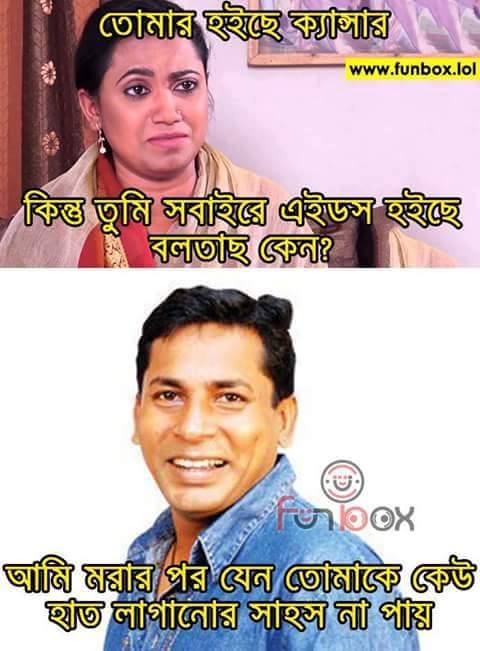 তোমার হইছে ক্যান্সার
www.funbox.lol
কিন্তু তুমি সবাইরে এইডস হইছে
বলতাছ কেন?
funbox
আমি মরার পর যেন তোমাকে কেউ
হাত লাগানোর সাহস না পায়